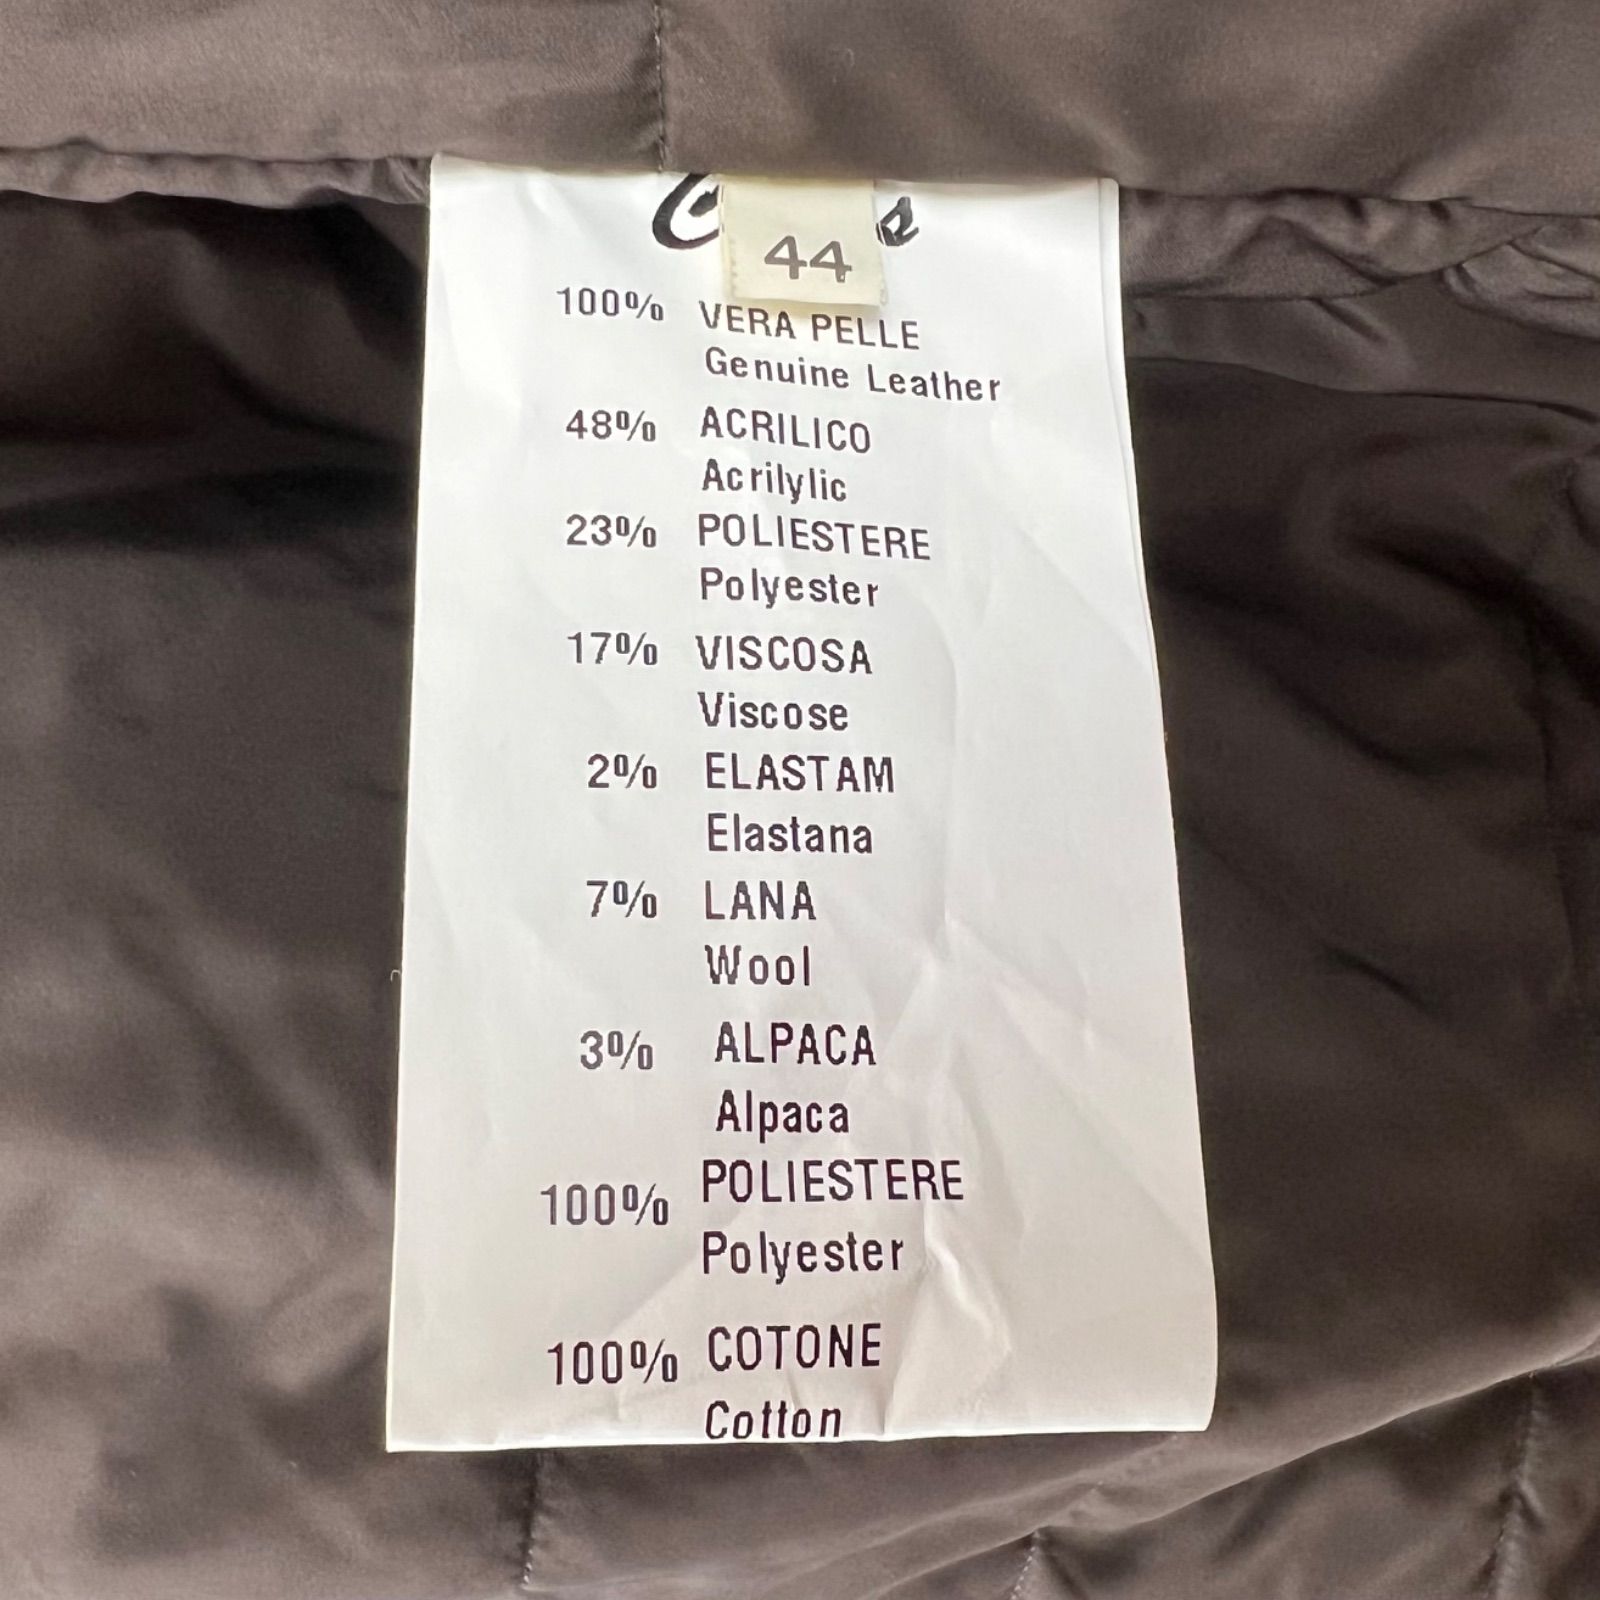 44
100% VERA PELLE
Genuine Leather
48% ACRILICO
Acrilylic
23% POLIESTERE
Polyester
17% VISCOSA
Viscose
2% ELASTAM
Elastana
7% LANA
Wool
3% ALPACA
Alpaca
100% POLIESTERE
Polyester
100% COTONE
Cotton